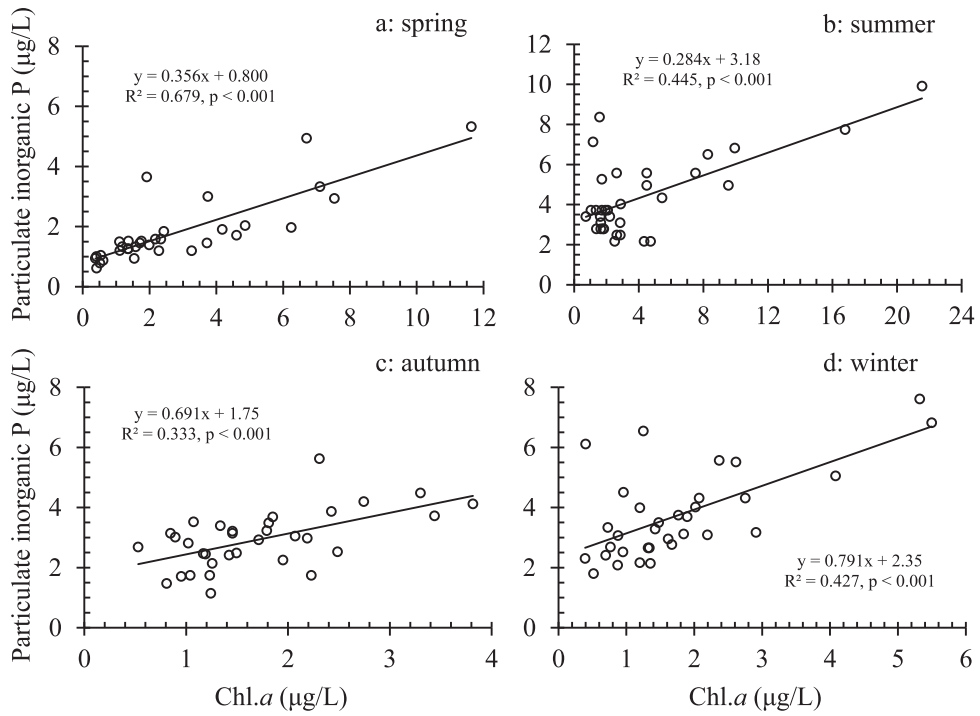 a: spring
Particulate inorganic P (μg/L)
8
6
4
2
0
y = 0.356x + 0.800
R² = 0.679, p < 0.001
0 2 4 6 8 10 12
b: summer
12
10
8
6
4
2
0
y = 0.284x + 3.18
R² = 0.445, p < 0.001
0 4 8 12 16 20 24
c: autumn
Particulate inorganic P (μg/L)
8
6
4
2
0
y = 0.691x + 1.75
R² = 0.333, p < 0.001
0 1 2 3 4
Chl.a (μg/L)
d: winter
8
6
4
2
0
y = 0.791x + 2.35
R² = 0.427, p < 0.001
0 1 2 3 4 5 6
Chl.a (μg/L)